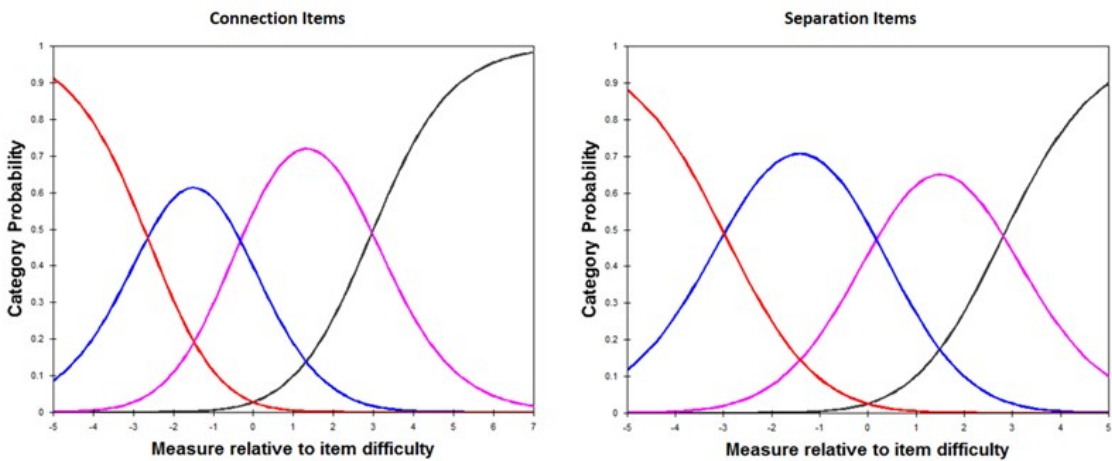 Connection Items
1
0.9
0.8
0.7
0.6
0.5
0.4
0.3
0.2
0.1
0
Category Probability
-5 -4 -3 -2 -1 0 1 2 3 4 5 6 7
Measure relative to item difficulty
Separation Items
1
0.9
0.8
0.7
0.6
0.5
0.4
0.3
0.2
0.1
0
Category Probability
-5 -4 -3 -2 -1 0 1 2 3 4 5
Measure relative to item difficulty